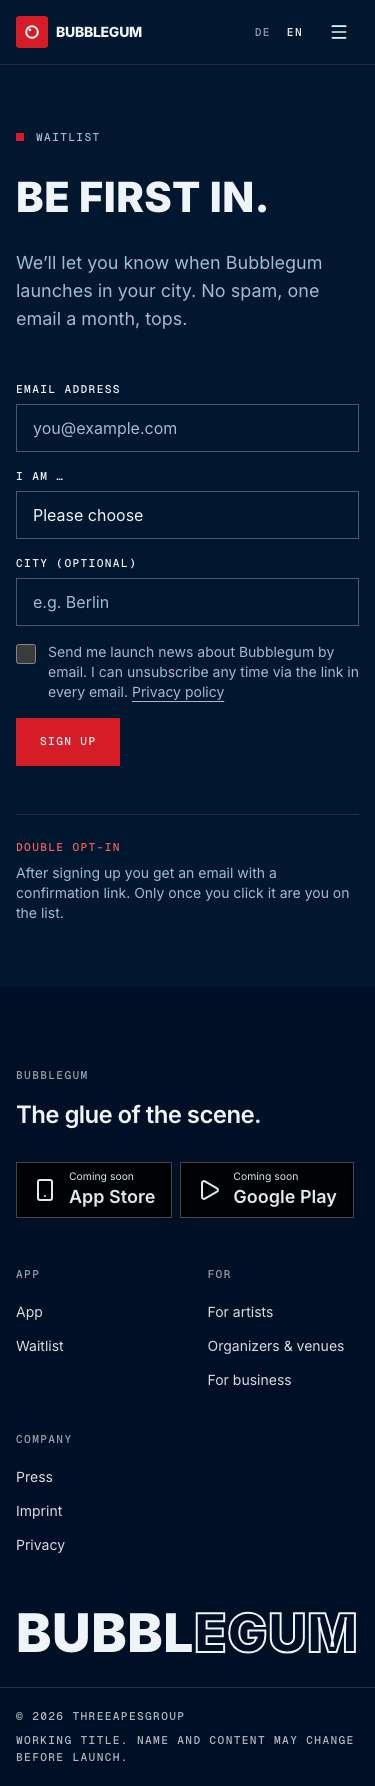 BUBBLEGUM
DE EN
WAITLIST
BE FIRST IN.
We’ll let you know when Bubblegum
launches in your city. No spam, one
email a month, tops.
EMAIL ADDRESS
you@example.com
I AM …
Please choose
CITY (OPTIONAL)
e.g. Berlin
Send me launch news about Bubblegum by
email. I can unsubscribe any time via the link in
every email. Privacy policy
SIGN UP
DOUBLE OPT-IN
After signing up you get an email with a
confirmation link. Only once you click it are you on
the list.
BUBBLEGUM
The glue of the scene.
Coming soon
App Store
Coming soon
Google Play
APP
App
Waitlist
FOR
For artists
Organizers & venues
For business
COMPANY
Press
Imprint
Privacy
BUBBLEGUM
© 2026 THREEAPESGROUP
WORKING TITLE. NAME AND CONTENT MAY CHANGE
BEFORE LAUNCH.